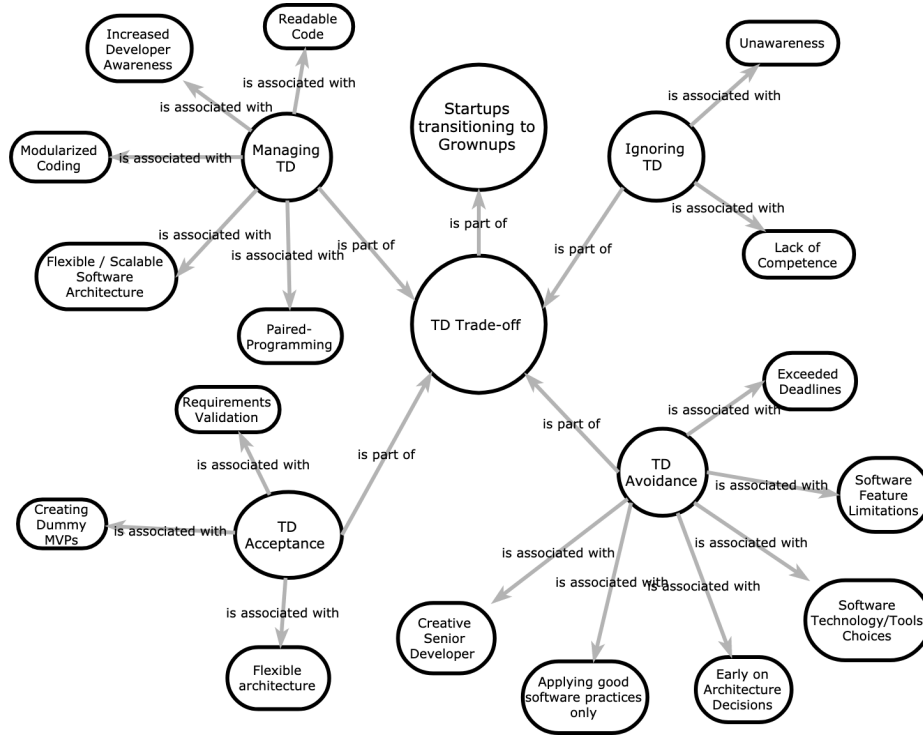 Readable
Code
Increased
Developer
Awareness
Unawareness
is associated with
is associated with
is associated with
Startups
transitioning to
Grownups
Modularized
Coding
is associated with
Managing
TD
Ignoring
TD
is associated with
is associated with
is associated with
is part of
is part of
is part of
Flexible / Scalable
Software
Architecture
Lack of
Competence
Paired-
Programming
TD Trade-off
Requirements
Validation
Exceeded
Deadlines
is associated with
is part of
is part of
is associated with
TD
Avoidance
Software
Feature
Limitations
is associated with
Creating
Dummy
MVPs
is associated with
TD
Acceptance
is associated with
is associated with
is associated with
is associated with
is associated with
Creative
Senior
Developer
Software
Technology/Tools
Choices
Flexible
architecture
Applying good
software practices
only
Early on
Architecture
Decisions